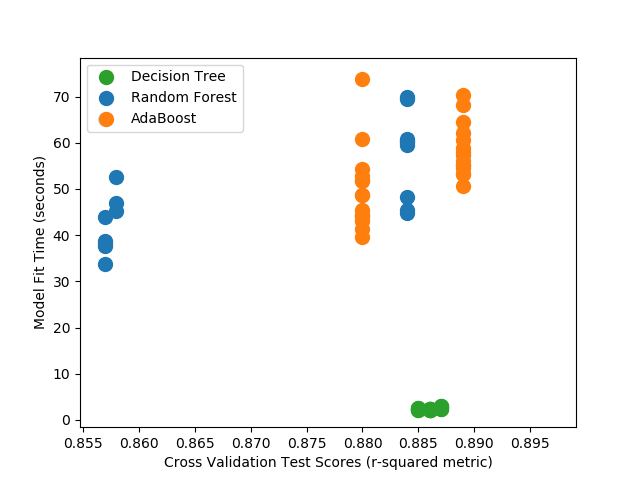 Decision Tree
Random Forest
AdaBoost
70
60
50
40
30
20
10
0
Model Fit Time (seconds)
0.855 0.860 0.865 0.870 0.875 0.880 0.885 0.890 0.895
Cross Validation Test Scores (r-squared metric)